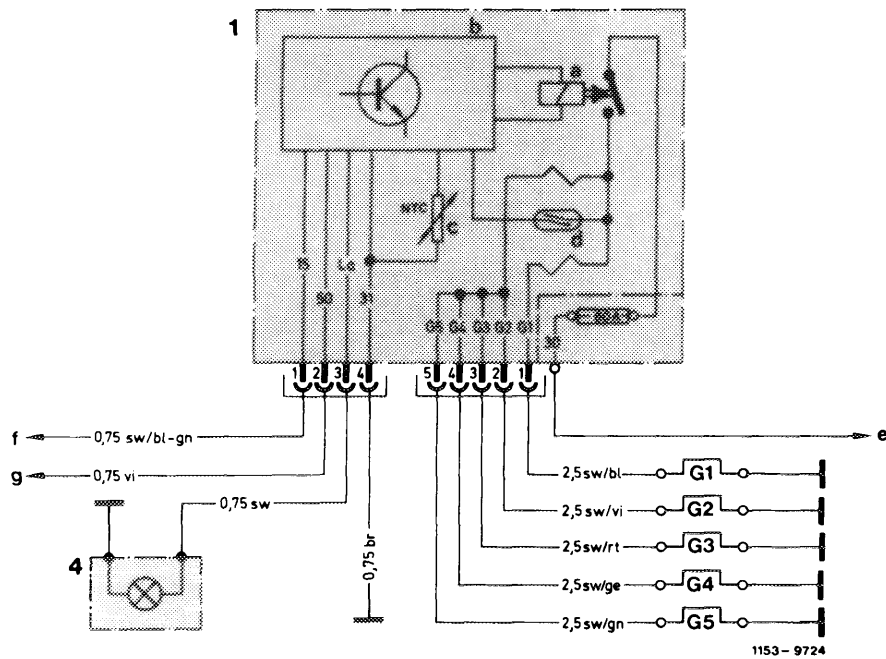 1
b
a
NTC
c
d
15
50
La
31
G5 G4 G3 G2 G1
30
1 2 3 4
5 4 3 2 1
f
0,75 sw/bl-gn
e
g
0,75 vi
0,75 sw
0,75 br
4
2,5 sw/bl
G1
2,5 sw/vi
G2
2,5 sw/rt
G3
2,5 sw/ge
G4
2,5 sw/gn
G5
1153–9724